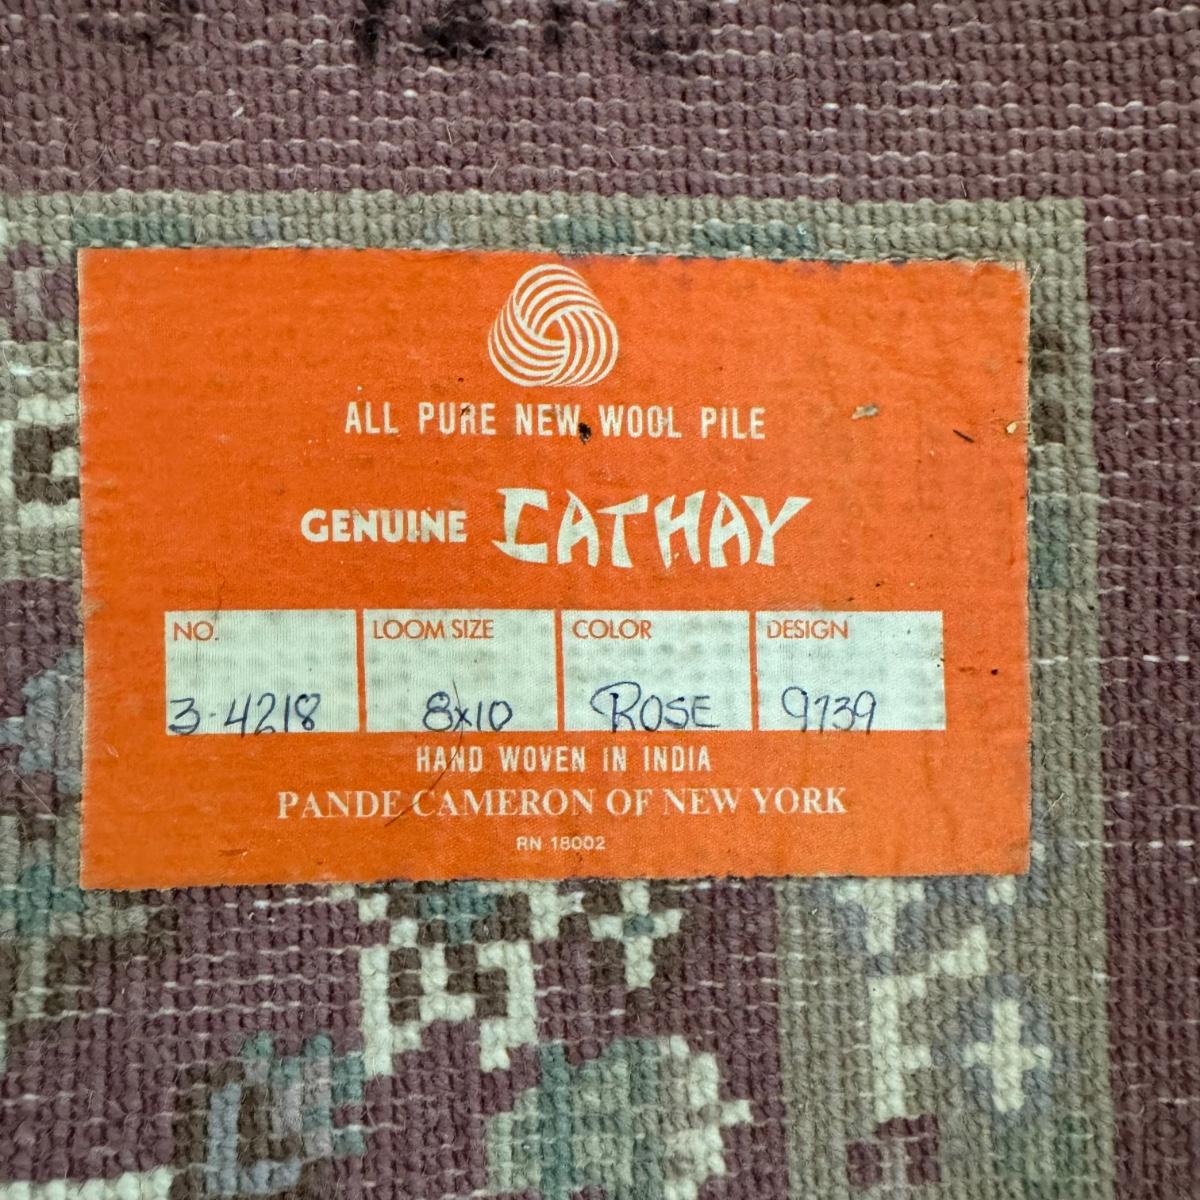 ALL PURE NEW WOOL PILE
GENUINE CATHAY
NO. LOOM SIZE COLOR DESIGN
3-4218 8x10 ROSE 9739
HAND WOVEN IN INDIA
PANDE CAMERON OF NEW YORK
RN 18002